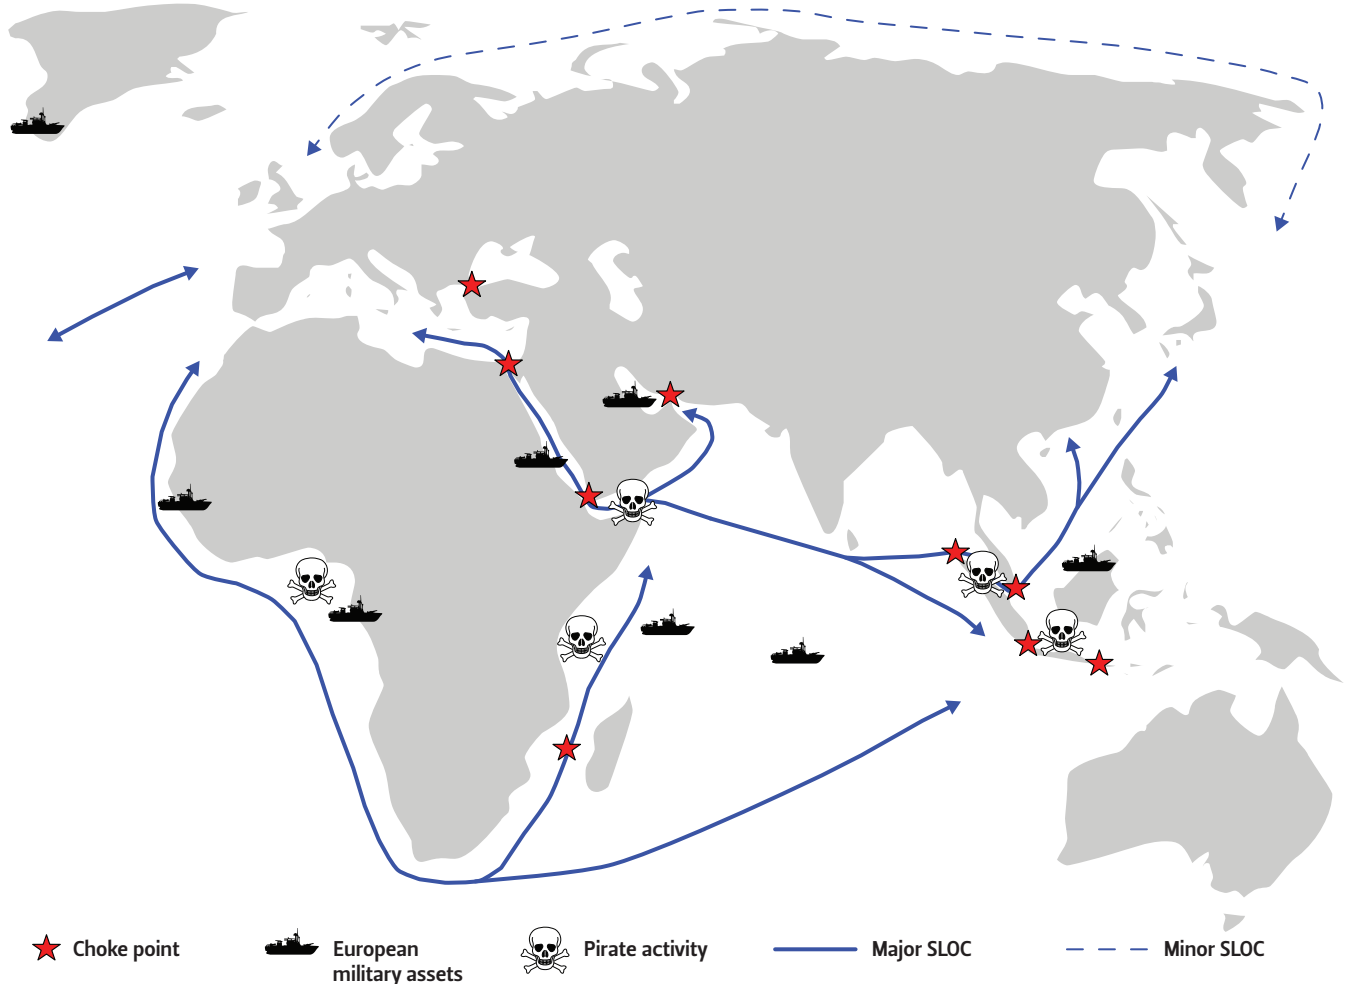 Choke point
European
military assets
Pirate activity
Major SLOC
Minor SLOC